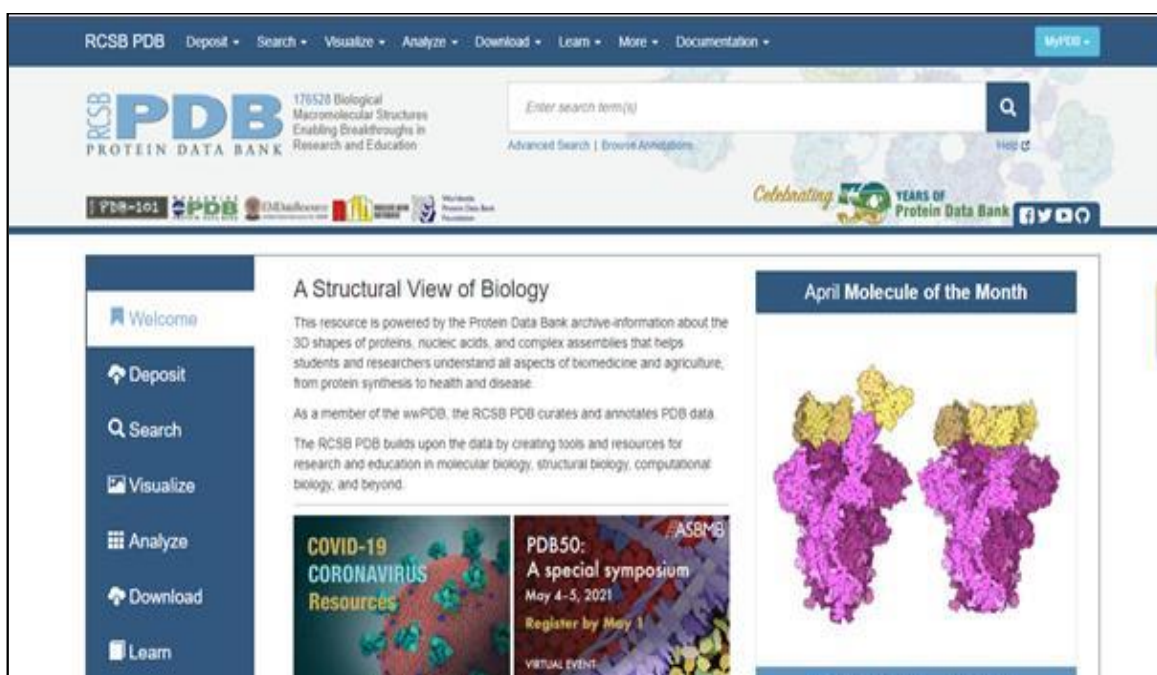 RCSB PDB Deposit Search Visualize Analyze Download Learn More Documentation MyPDB
RCSB
PDB
PROTEIN DATA BANK
176528 Biological
Macromolecular Structures
Enabling Breakthroughs in
Research and Education
Enter search term(s)
Advanced Search | Browse Annotations
Help
PDB-101
PDB
EMDataResource
Worldwide
Protein Data Bank
Foundation
Celebrating 50 YEARS OF
Protein Data Bank
Welcome
Deposit
Search
Visualize
Analyze
Download
Learn
A Structural View of Biology
This resource is powered by the Protein Data Bank archive-information about the
3D shapes of proteins, nucleic acids, and complex assemblies that helps
students and researchers understand all aspects of biomedicine and agriculture,
from protein synthesis to health and disease.
As a member of the wwPDB, the RCSB PDB curates and annotates PDB data.
The RCSB PDB builds upon the data by creating tools and resources for
research and education in molecular biology, structural biology, computational
biology, and beyond.
COVID-19
CORONAVIRUS
Resources
ASBMB
PDB50:
A special symposium
May 4-5, 2021
Register by May 1
VIRTUAL EVENT
April Molecule of the Month